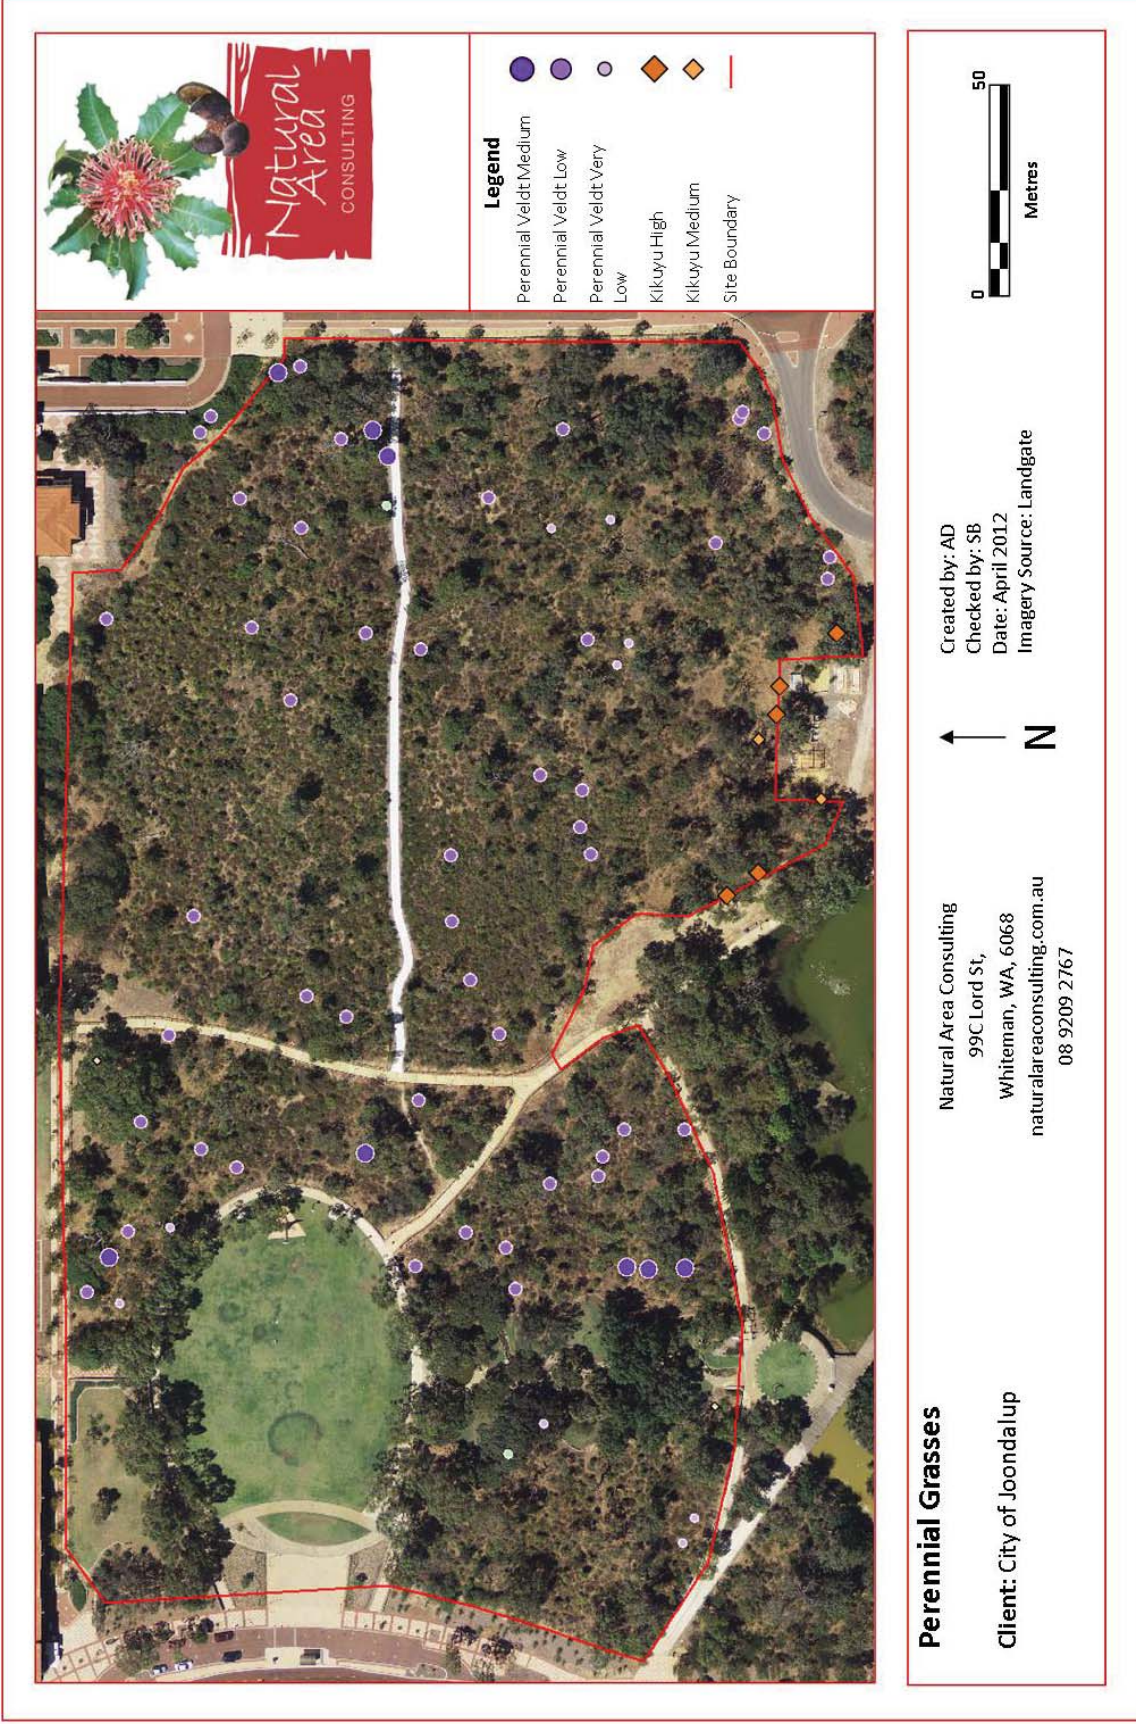 Natural
Area
CONSULTING
Legend
Perennial Veldt Medium
Perennial Veldt Low
Perennial Veldt Very
Low
Kikuyu High
Kikuyu Medium
Site Boundary
Perennial Grasses
Client: City of Joondalup
Natural Area Consulting
99C Lord St,
Whiteman, WA, 6068
naturalareaconsulting.com.au
08 9209 2767
N
Created by: AD
Checked by: SB
Date: April 2012
Imagery Source: Landgate
0 50
Metres